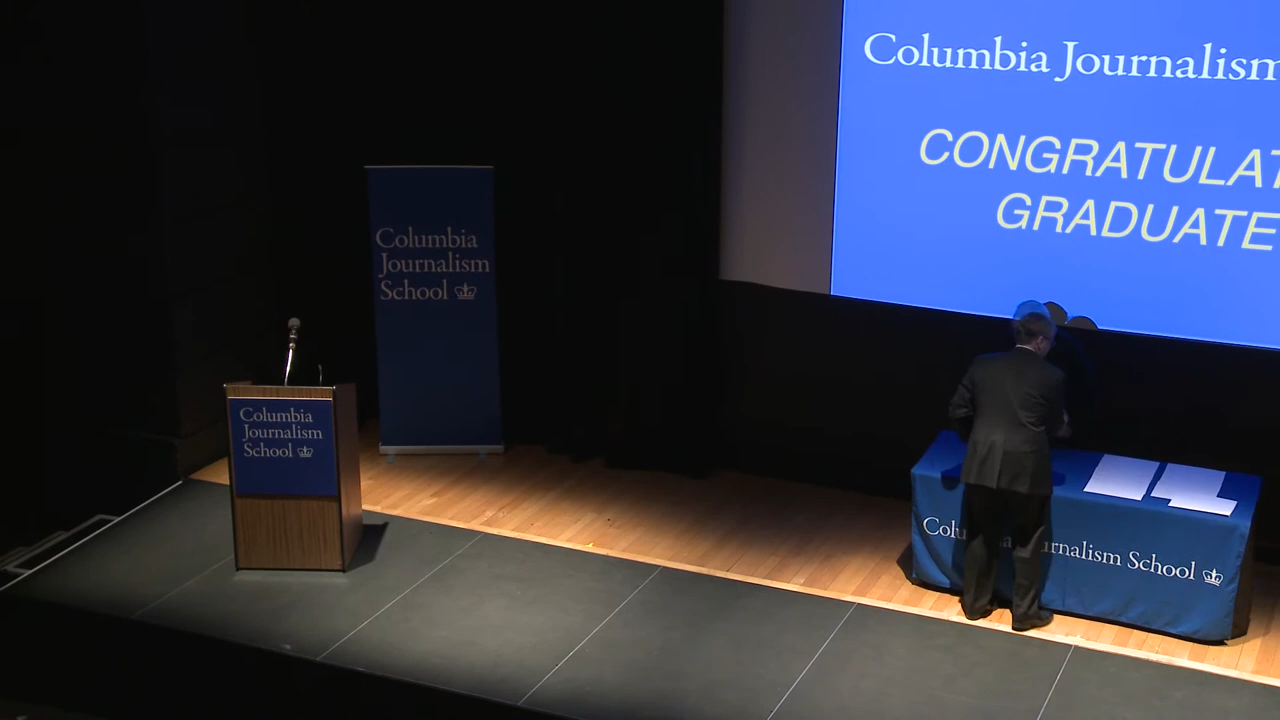 Columbia Journalism
CONGRATULAT
GRADUATE
Columbia
Journalism
School
Columbia
Journalism
School
Colu a urnalism School